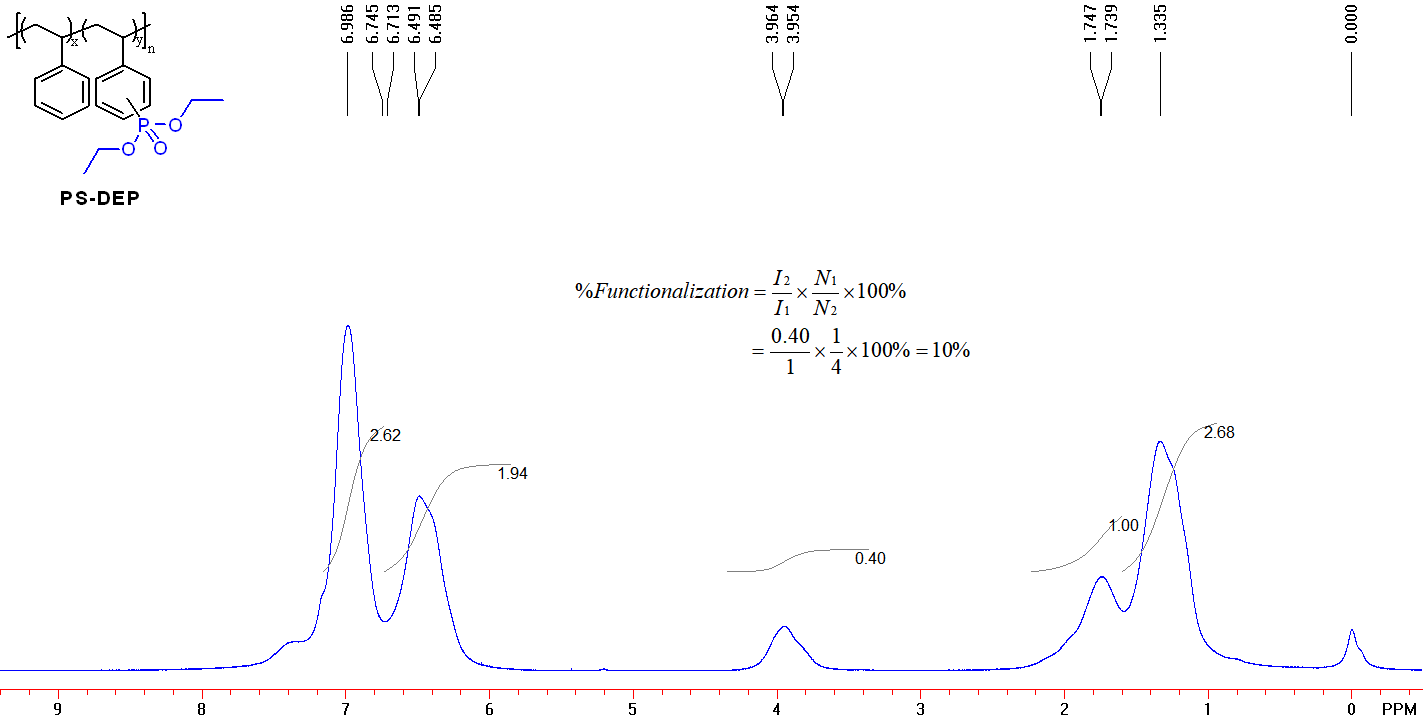 6.986
6.745
6.713
6.491
6.485
3.964
3.954
1.747
1.739
1.335
0.000
[( )x( )y]n
P O
O O
PS-DEP
%Functionalization = I2/I1 × N1/N2 × 100%
= 0.40/1 × 1/4 × 100% = 10%
2.62
1.94
0.40
1.00
2.68
9 8 7 6 5 4 3 2 1 0 PPM